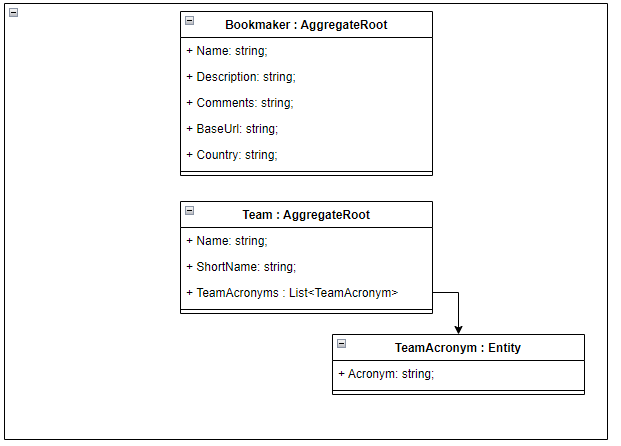 Bookmaker : AggregateRoot
+ Name: string;
+ Description: string;
+ Comments: string;
+ BaseUrl: string;
+ Country: string;
Team : AggregateRoot
+ Name: string;
+ ShortName: string;
+ TeamAcronyms : List<TeamAcronym>
TeamAcronym : Entity
+ Acronym: string;